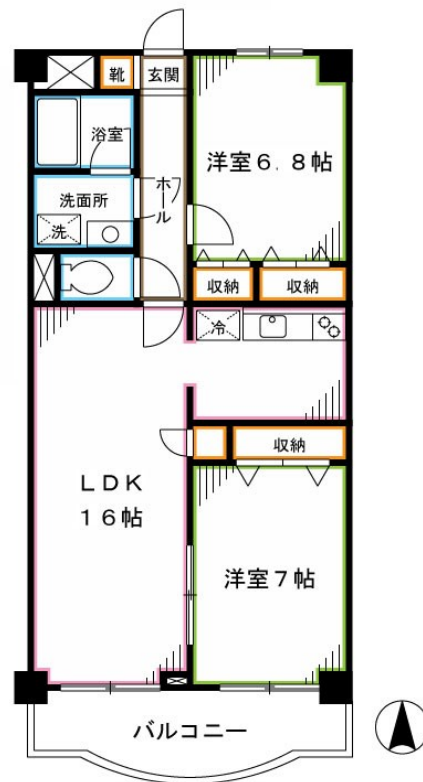 靴
玄関
浴室
洋室6.8帖
洗面所
ホール
洗
収納
収納
冷
収納
LDK
16帖
洋室7帖
バルコニー